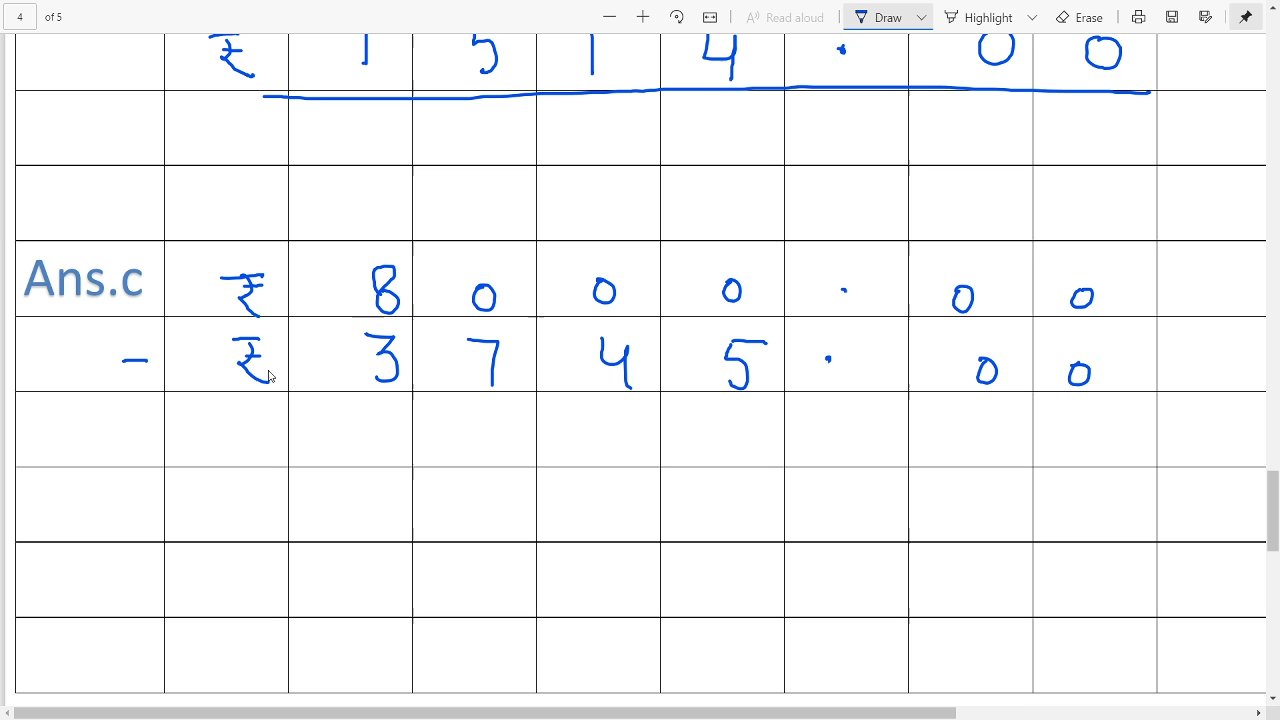 4 of 5 Read aloud Draw Highlight Erase
₹ 1 5 1 4 . 0 0
Ans.c ₹ 8 0 0 0 . 0 0
- ₹ 3 7 4 5 . 0 0